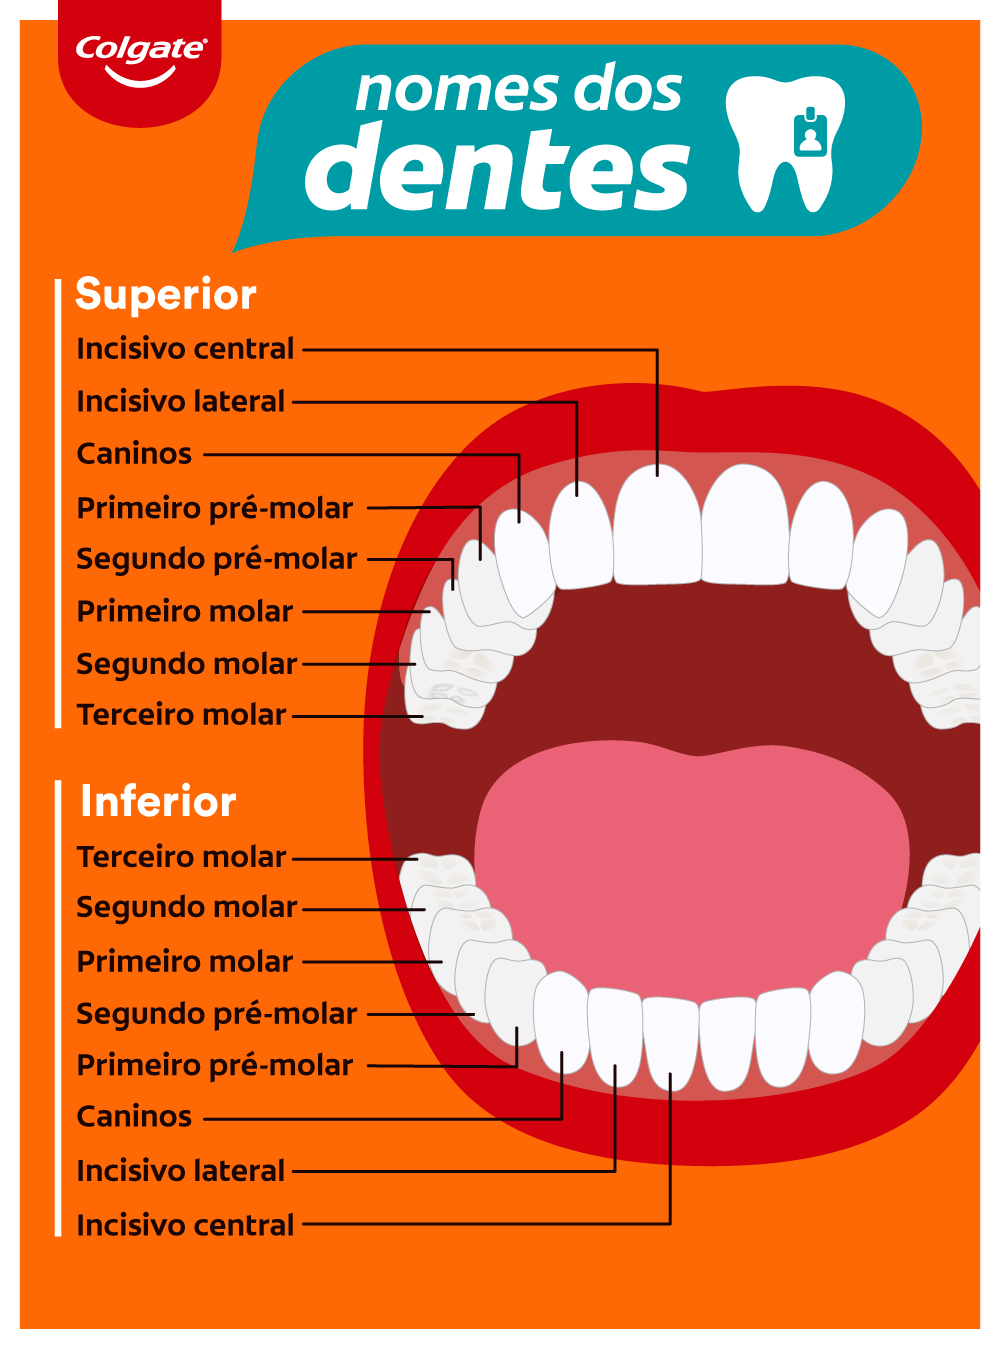 Colgate®
nomes dos
dentes
Superior
Incisivo central
Incisivo lateral
Caninos
Primeiro pré-molar
Segundo pré-molar
Primeiro molar
Segundo molar
Terceiro molar
Inferior
Terceiro molar
Segundo molar
Primeiro molar
Segundo pré-molar
Primeiro pré-molar
Caninos
Incisivo lateral
Incisivo central